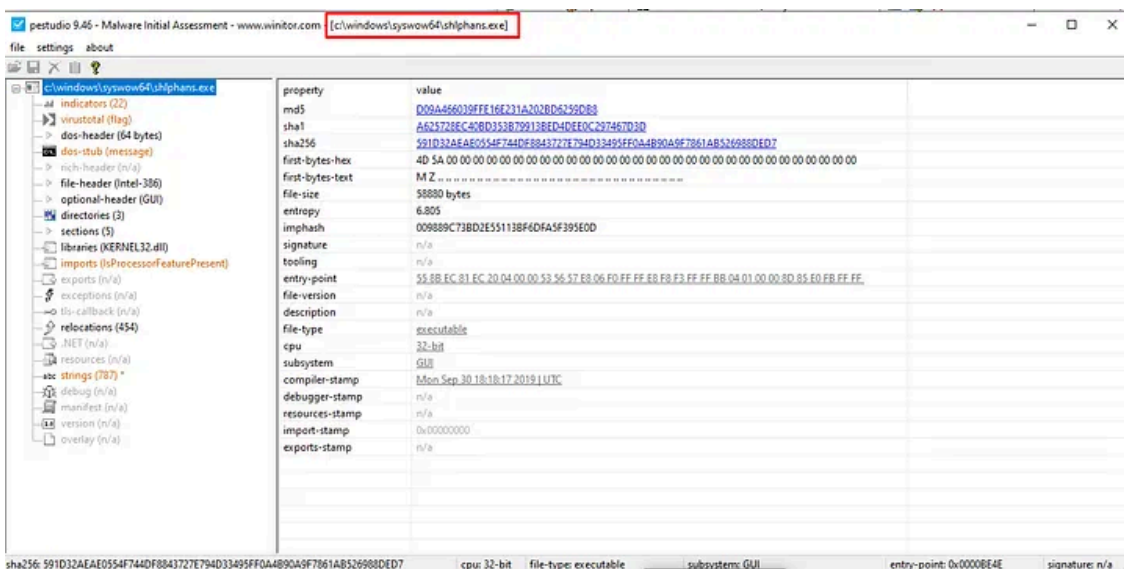 pestudio 9.46 - Malware Initial Assessment - www.winitor.com - [c:\windows\syswow64\shlphans.exe]
file settings about
c:\windows\syswow64\shlphans.exe
indicators (22)
virustotal (flag)
dos-header (64 bytes)
dos-stub (message)
rich-header (n/a)
file-header (Intel-386)
optional-header (GUI)
directories (3)
sections (5)
libraries (KERNEL32.dll)
imports (IsProcessorFeaturePresent)
exports (n/a)
exceptions (n/a)
tls-callback (n/a)
relocations (454)
.NET (n/a)
resources (n/a)
abc strings (787) *
debug (n/a)
manifest (n/a)
version (n/a)
overlay (n/a)
property value
md5 D09A466039FFE16E231A202BD6259DB8
sha1 A625728EC40BD353B79913BED4DEE0C297467D3D
sha256 591D32AEAE0554F744DF8843727E794D33495FF0A4B90A9F7861AB526988DED7
first-bytes-hex 4D 5A 00 00 00 00 00 00 00 00 00 00 00 00 00 00 00 00 00 00 00 00 00 00 00 00 00 00 00 00 00 00
first-bytes-text M Z .. .. .. .. .. .. .. .. .. .. .. .. .. .. .. .. .. .. .. .. .. .. .. .. .. .. .. .. .. ..
file-size 58880 bytes
entropy 6.805
imphash 009889C73BD2E55113BF6DFA5F395E0D
signature n/a
tooling n/a
entry-point 55 8B EC 81 EC 20 04 00 00 53 56 57 E8 06 F0 FF FF E8 F8 F3 FF FF BB 04 01 00 00 8D 85 E0 FB FF FF
file-version n/a
description n/a
file-type executable
cpu 32-bit
subsystem GUI
compiler-stamp Mon Sep 30 18:18:17 2019 | UTC
debugger-stamp n/a
resources-stamp n/a
import-stamp 0x00000000
exports-stamp n/a
sha256: 591D32AEAE0554F744DF8843727E794D33495FF0A4B90A9F7861AB526988DED7 cpu: 32-bit file-type: executable subsystem: GUI entry-point: 0x0000BE4E signature: n/a